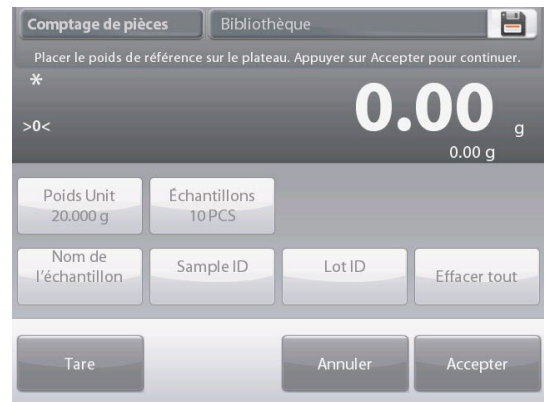 Comptage de pièces
Bibliothèque
Placer le poids de référence sur le plateau. Appuyer sur Accepter pour continuer.
*
>0<
0.00 g
0.00 g
Poids Unit
20.000 g
Échantillons
10 PCS
Nom de
l'échantillon
Sample ID
Lot ID
Effacer tout
Tare
Annuler
Accepter